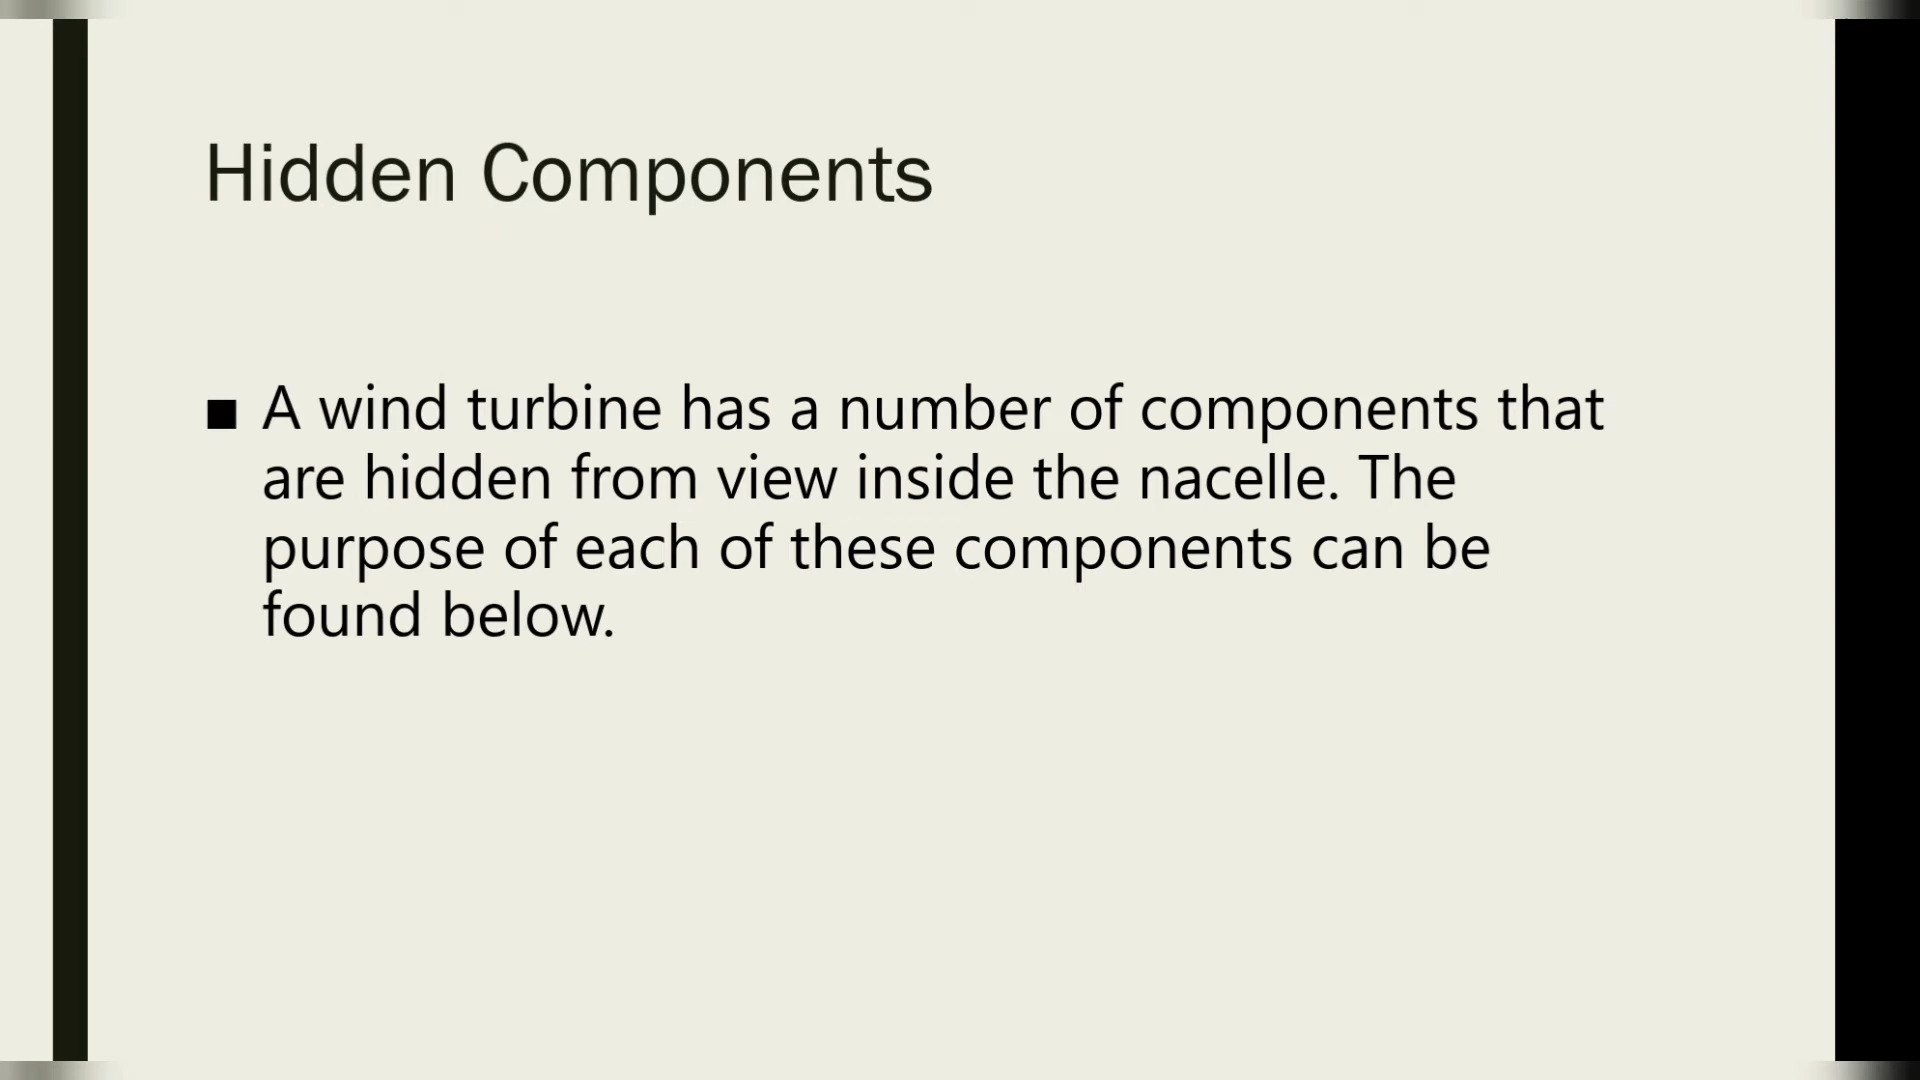 Hidden Components
■ A wind turbine has a number of components that
are hidden from view inside the nacelle. The
purpose of each of these components can be
found below.